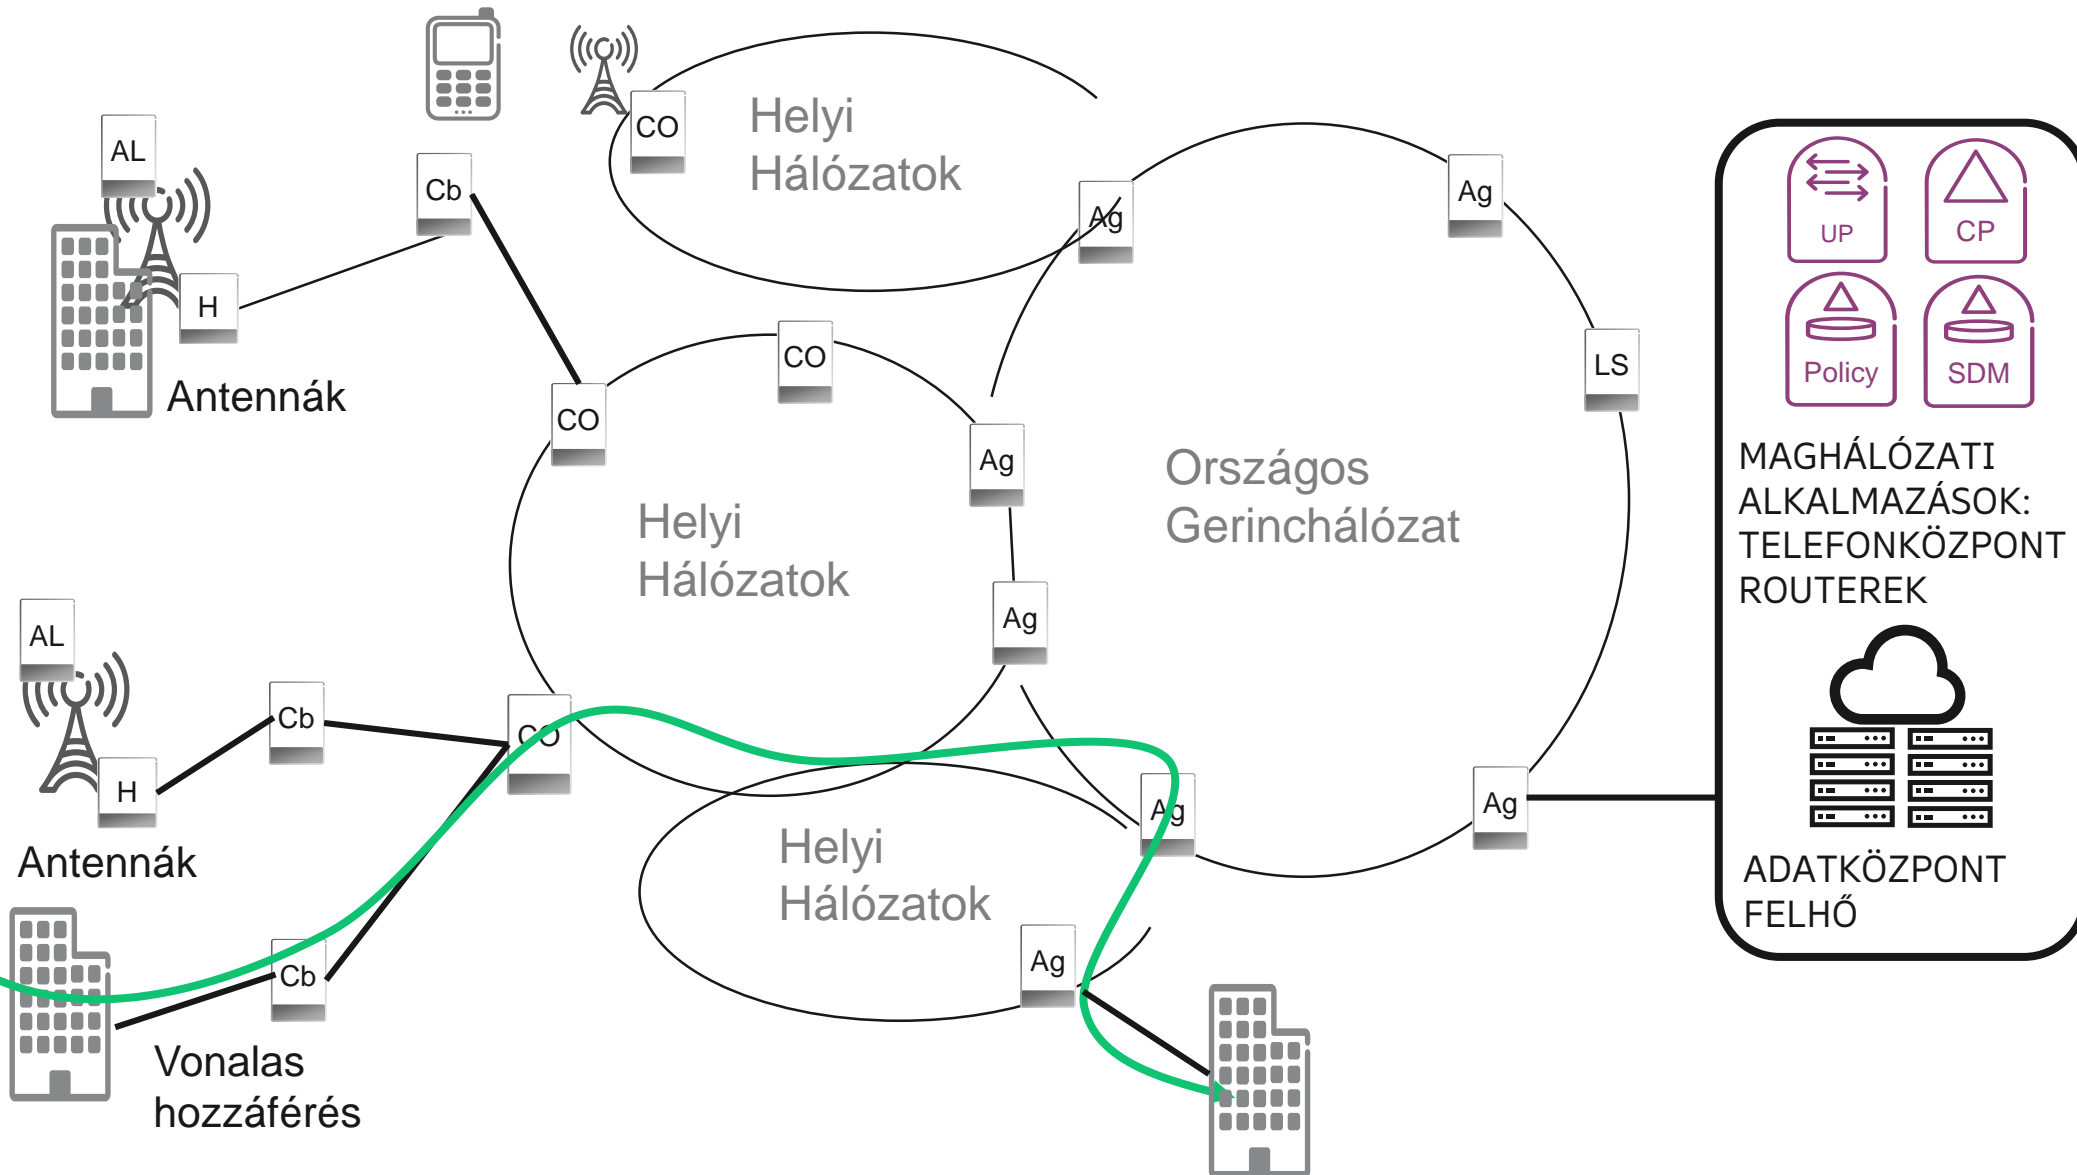 CO
Helyi
Hálózatok
AL
Cb
Ag
Ag
H
Antennák
CO
CO
LS
Ag
Országos
Gerinchálózat
Helyi
Hálózatok
Ag
AL
Cb
CO
H
Antennák
Ag
Ag
Helyi
Hálózatok
Cb
Ag
Vonalas
hozzáférés
UP
CP
Policy
SDM
MAGHÁLÓZATI
ALKALMAZÁSOK:
TELEFONKÖZPONT
ROUTEREK
ADATKÖZPONT
FELHŐ